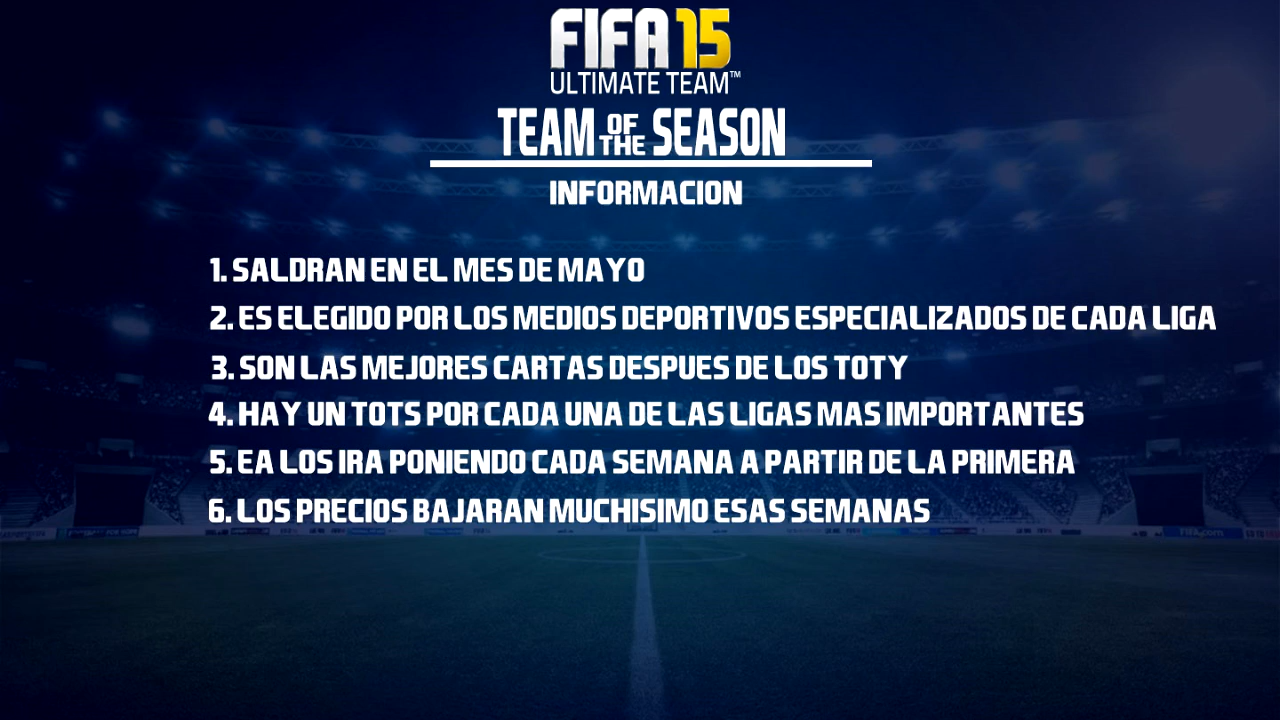 FIFA 15
ULTIMATE TEAM™
TEAM OF THE SEASON
INFORMACION
1. SALDRAN EN EL MES DE MAYO
2. ES ELEGIDO POR LOS MEDIOS DEPORTIVOS ESPECIALIZADOS DE CADA LIGA
3. SON LAS MEJORES CARTAS DESPUES DE LOS TOTY
4. HAY UN TOTS POR CADA UNA DE LAS LIGAS MAS IMPORTANTES
5. EA LOS IRA PONIENDO CADA SEMANA A PARTIR DE LA PRIMERA
6. LOS PRECIOS BAJARAN MUCHISIMO ESAS SEMANAS
FIFA.com